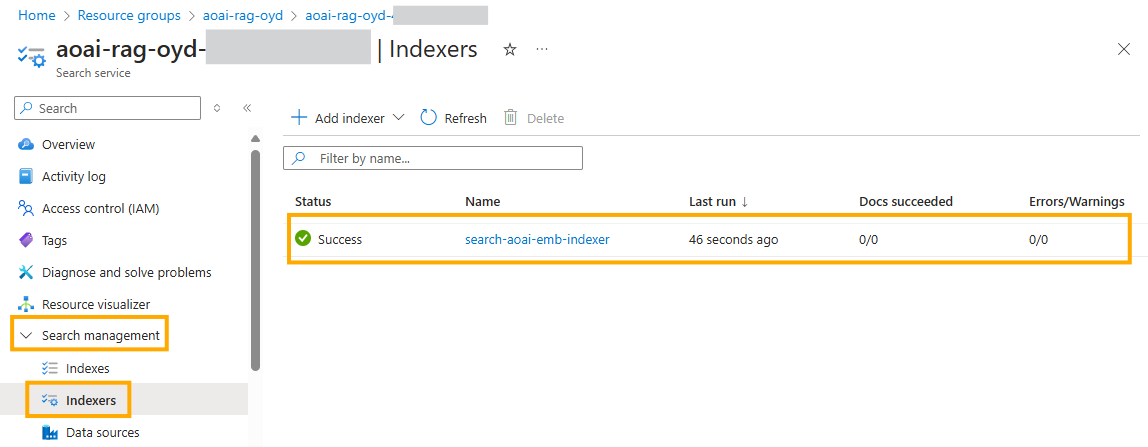 Home > Resource groups > aoai-rag-oyd > aoai-rag-oyd-
aoai-rag-oyd- | Indexers
Search service
Search
Overview
Activity log
Access control (IAM)
Tags
Diagnose and solve problems
Resource visualizer
Search management
Indexes
Indexers
Data sources
Add indexer Refresh Delete
Filter by name...
Status Name Last run ↓ Docs succeeded Errors/Warnings
Success search-aoai-emb-indexer 46 seconds ago 0/0 0/0